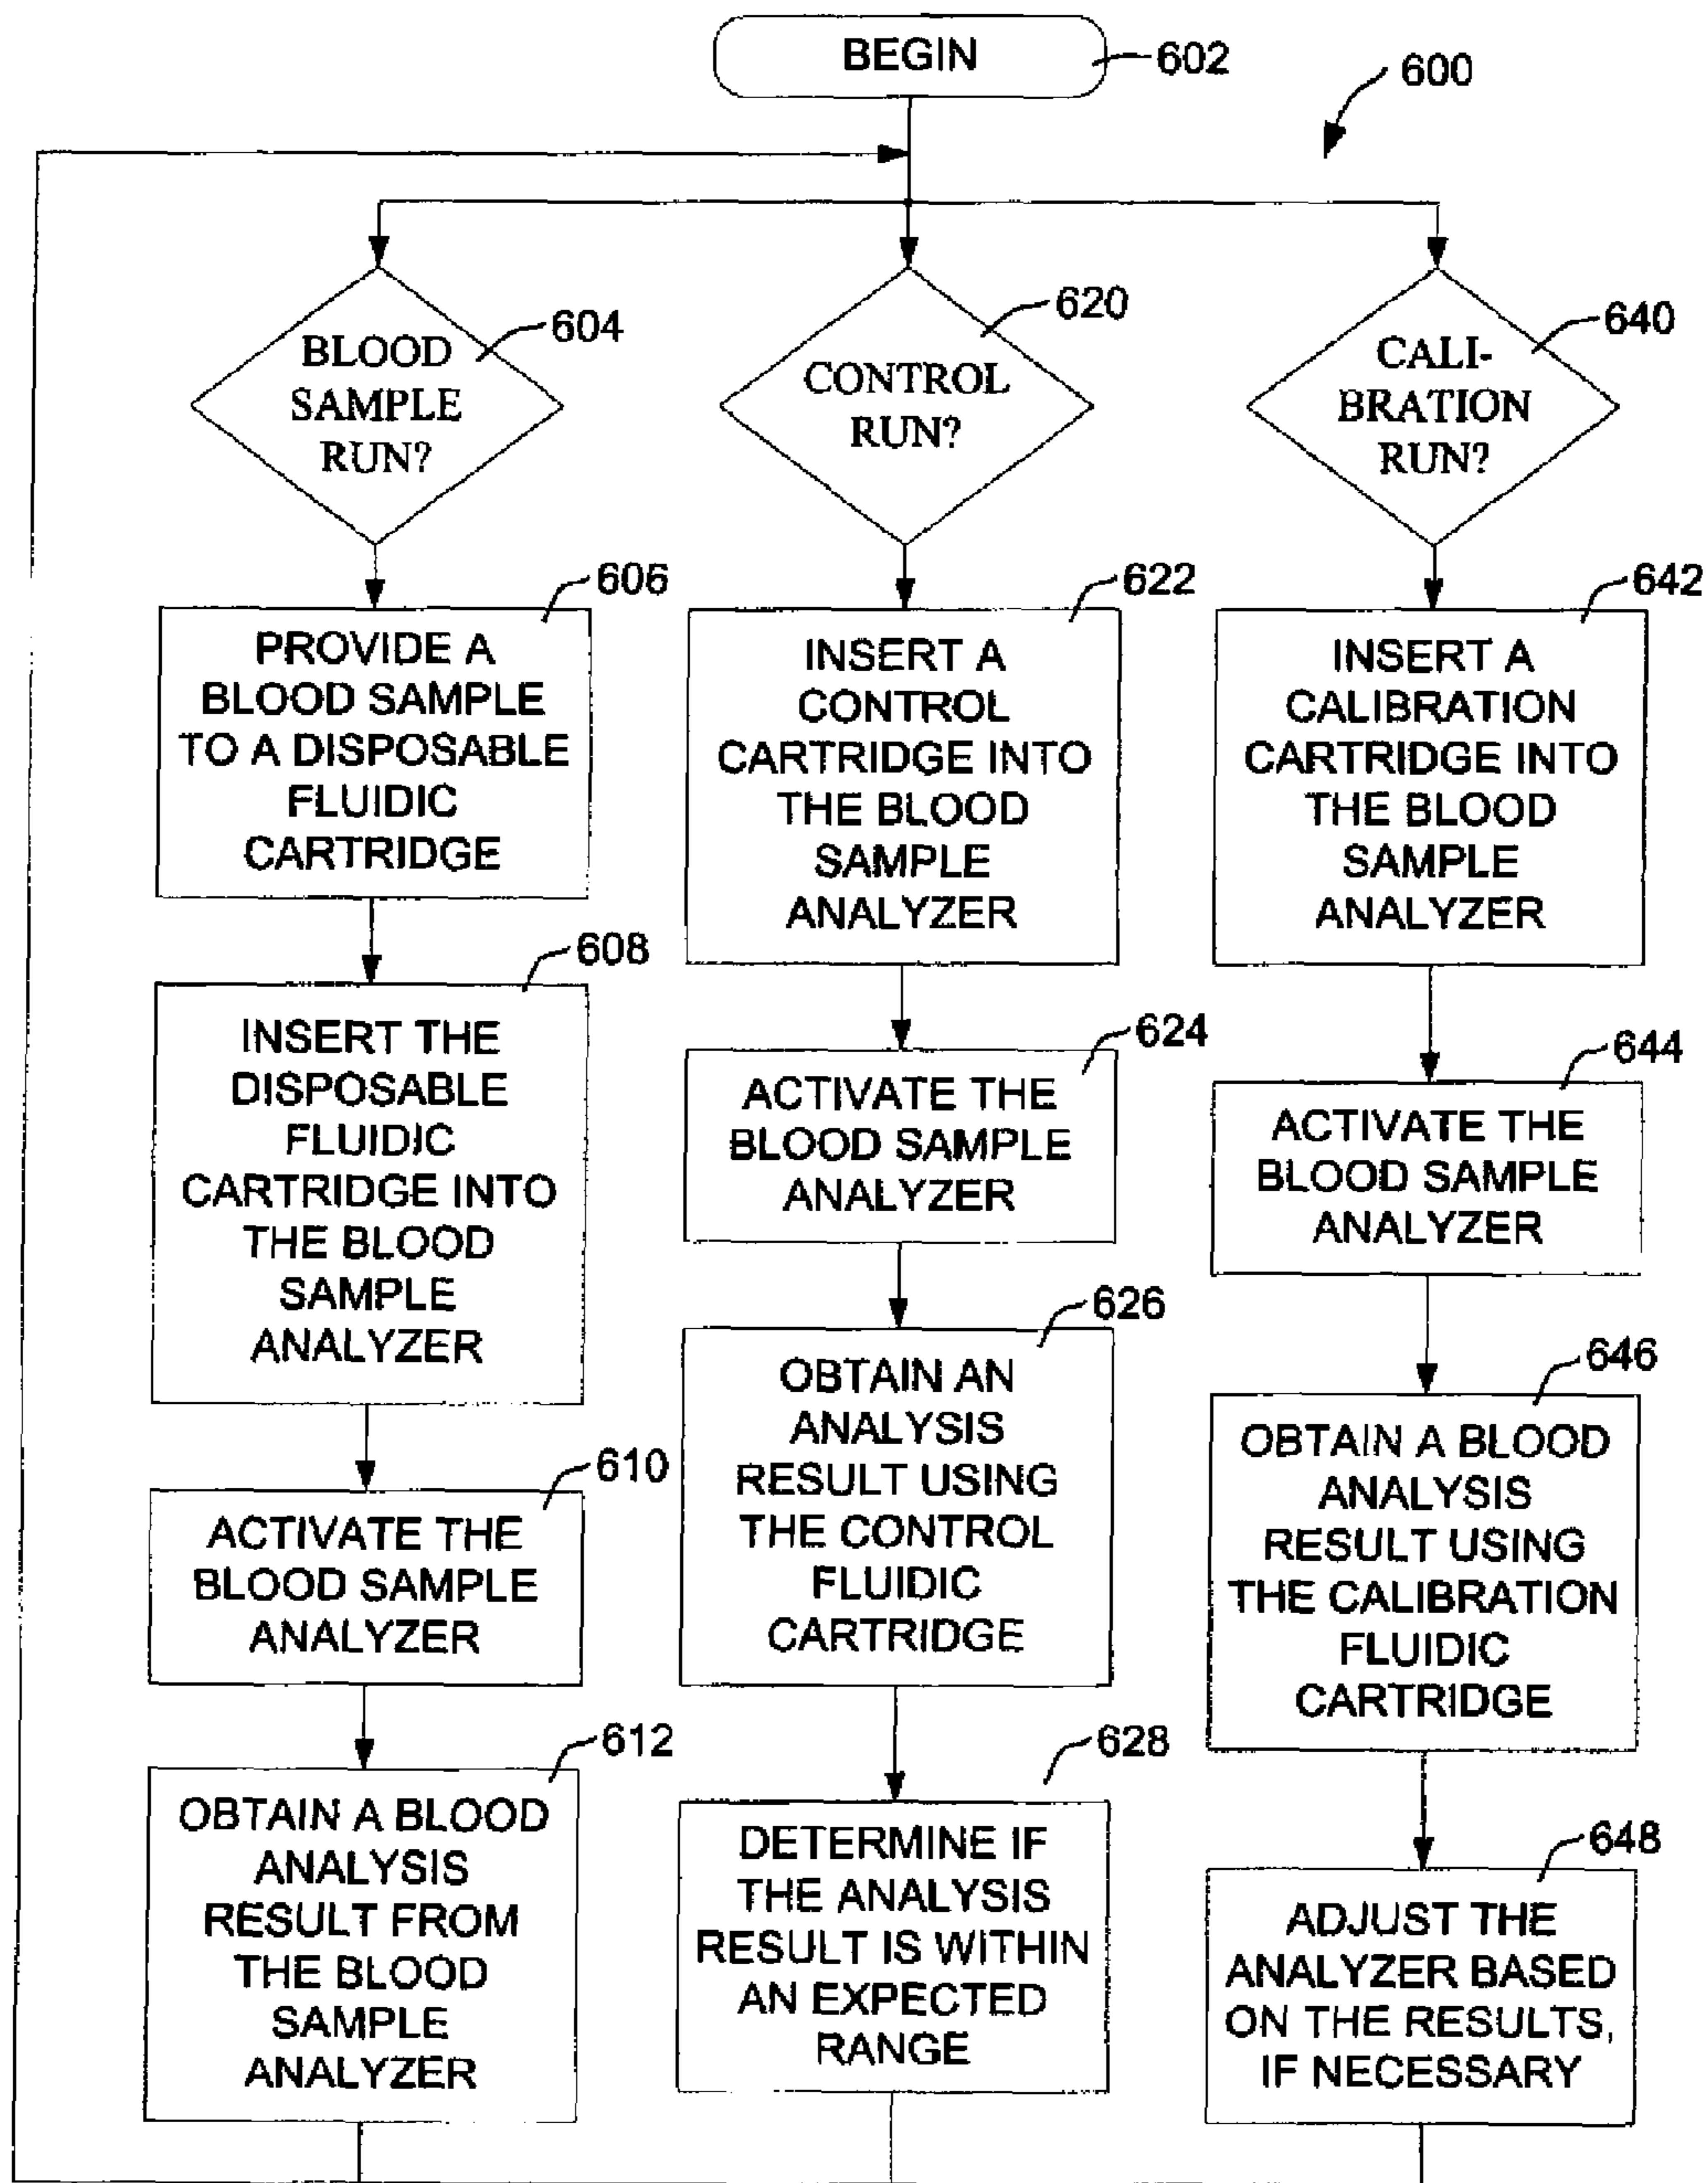 BEGIN
602
600
BLOOD
SAMPLE
RUN?
604
CONTROL
RUN?
620
CALI-
BRATION
RUN?
640
606
PROVIDE A
BLOOD SAMPLE
TO A DISPOSABLE
FLUIDIC
CARTRIDGE
622
INSERT A
CONTROL
CARTRIDGE INTO
THE BLOOD
SAMPLE
ANALYZER
642
INSERT A
CALIBRATION
CARTRIDGE INTO
THE BLOOD
SAMPLE
ANALYZER
608
INSERT THE
DISPOSABLE
FLUIDIC
CARTRIDGE INTO
THE BLOOD
SAMPLE
ANALYZER
624
ACTIVATE THE
BLOOD SAMPLE
ANALYZER
644
ACTIVATE THE
BLOOD SAMPLE
ANALYZER
610
ACTIVATE THE
BLOOD SAMPLE
ANALYZER
626
OBTAIN AN
ANALYSIS
RESULT USING
THE CONTROL
FLUIDIC
CARTRIDGE
646
OBTAIN A BLOOD
ANALYSIS
RESULT USING
THE CALIBRATION
FLUIDIC
CARTRIDGE
612
OBTAIN A BLOOD
ANALYSIS
RESULT FROM
THE BLOOD
SAMPLE
ANALYZER
628
DETERMINE IF
THE ANALYSIS
RESULT IS WITHIN
AN EXPECTED
RANGE
648
ADJUST THE
ANALYZER BASED
ON THE RESULTS,
IF NECESSARY